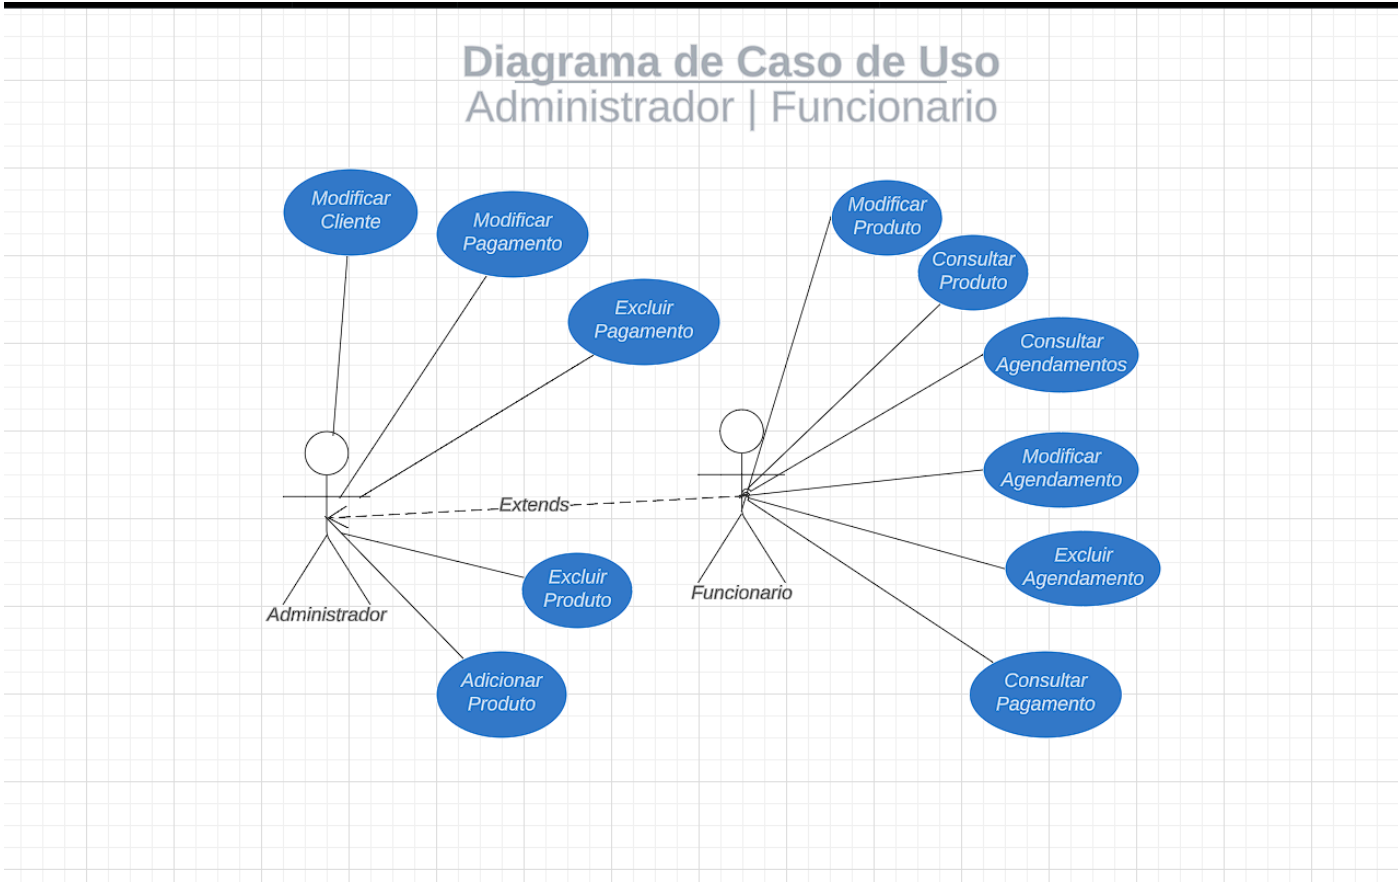 Diagrama de Caso de Uso
Administrador | Funcionario
Modificar
Cliente
Modificar
Pagamento
Excluir
Pagamento
Modificar
Produto
Consultar
Produto
Consultar
Agendamentos
Modificar
Agendamento
Extends
Excluir
Agendamento
Excluir
Produto
Funcionario
Administrador
Adicionar
Produto
Consultar
Pagamento